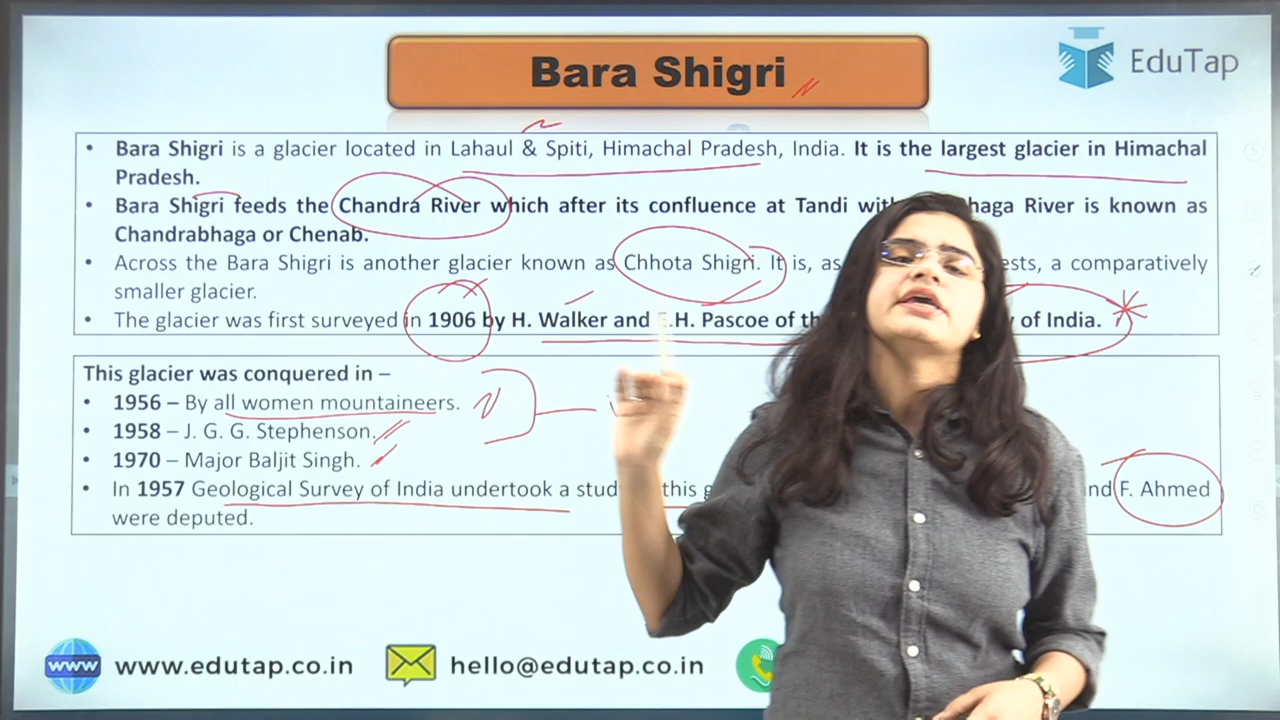 Bara Shigri
EduTap
• Bara Shigri is a glacier located in Lahaul & Spiti, Himachal Pradesh, India. It is the largest glacier in Himachal
Pradesh.
• Bara Shigri feeds the Chandra River which after its confluence at Tandi with haga River is known as
Chandrabhaga or Chenab.
• Across the Bara Shigri is another glacier known as Chhota Shigri. It is, as ests, a comparatively
smaller glacier.
• The glacier was first surveyed in 1906 by H. Walker and E.H. Pascoe of the of India.
This glacier was conquered in –
• 1956 – By all women mountaineers.
• 1958 – J. G. G. Stephenson.
• 1970 – Major Baljit Singh.
• In 1957 Geological Survey of India undertook a this F. Ahmed
were deputed.
www www.edutap.co.in hello@edutap.co.in